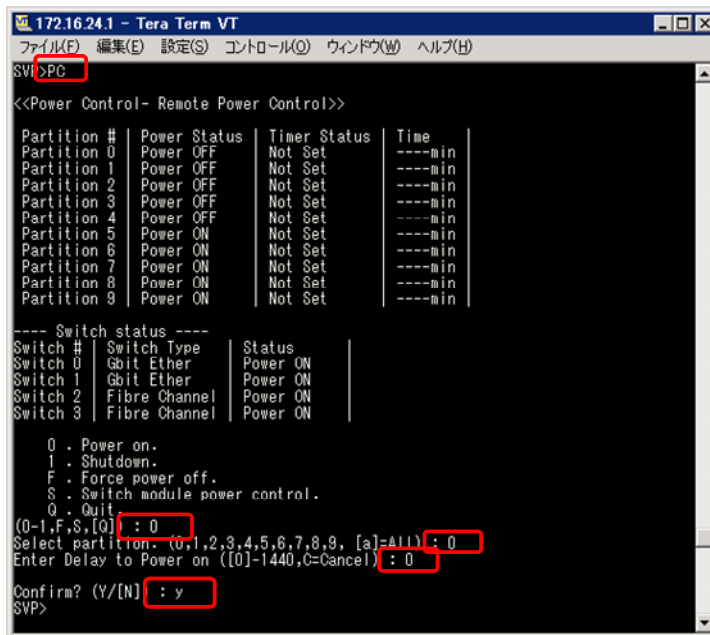 172.16.24.1 - Tera Term VT
ファイル(F) 編集(E) 設定(S) コントロール(O) ウィンドウ(W) ヘルプ(H)
SVP>PC
<<Power Control- Remote Power Control>>
Partition # | Power Status | Timer Status | Time |
Partition 0 | Power OFF | Not Set | ----min |
Partition 1 | Power OFF | Not Set | ----min |
Partition 2 | Power OFF | Not Set | ----min |
Partition 3 | Power OFF | Not Set | ----min |
Partition 4 | Power OFF | Not Set | ----min |
Partition 5 | Power ON | Not Set | ----min |
Partition 6 | Power ON | Not Set | ----min |
Partition 7 | Power ON | Not Set | ----min |
Partition 8 | Power ON | Not Set | ----min |
Partition 9 | Power ON | Not Set | ----min |
---- Switch status ----
Switch # | Switch Type | Status |
Switch 0 | Gbit Ether | Power ON |
Switch 1 | Gbit Ether | Power ON |
Switch 2 | Fibre Channel | Power ON |
Switch 3 | Fibre Channel | Power ON |
0 . Power on.
1 . Shutdown.
F . Force power off.
S . Switch module power control.
Q . Quit.
(0-1,F,S,[Q]) : 0
Select partition. (0,1,2,3,4,5,6,7,8,9, [a]=All) : 0
Enter Delay to Power on ([0]-1440,C=Cancel) : 0
Confirm? (Y/[N]) : y
SVP>